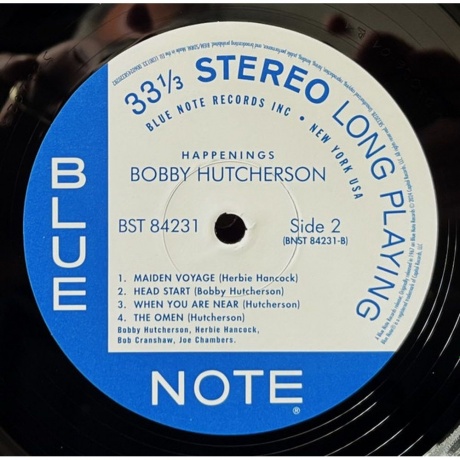 33 1/3 STEREO LONG PLAYING
BLUE NOTE RECORDS INC • NEW YORK USA
HAPPENINGS
BOBBY HUTCHERSON
BST 84231
Side 2
(BNST 84231-B)
1. MAIDEN VOYAGE (Herbie Hancock)
2. HEAD START (Bobby Hutcherson)
3. WHEN YOU ARE NEAR (Hutcherson)
4. THE OMEN (Hutcherson)
Bobby Hutcherson, Herbie Hancock,
Bob Cranshaw, Joe Chambers.
BLUE
NOTE®